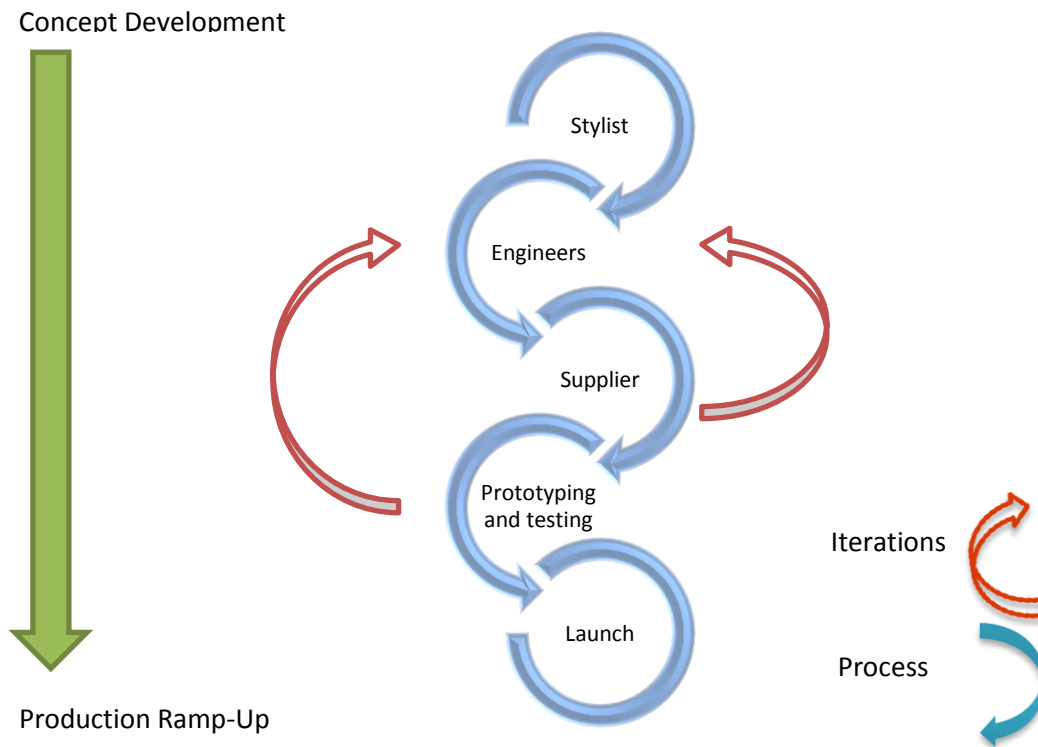 Concept Development
Stylist
Engineers
Supplier
Prototyping
and testing
Iterations
Launch
Process
Production Ramp-Up